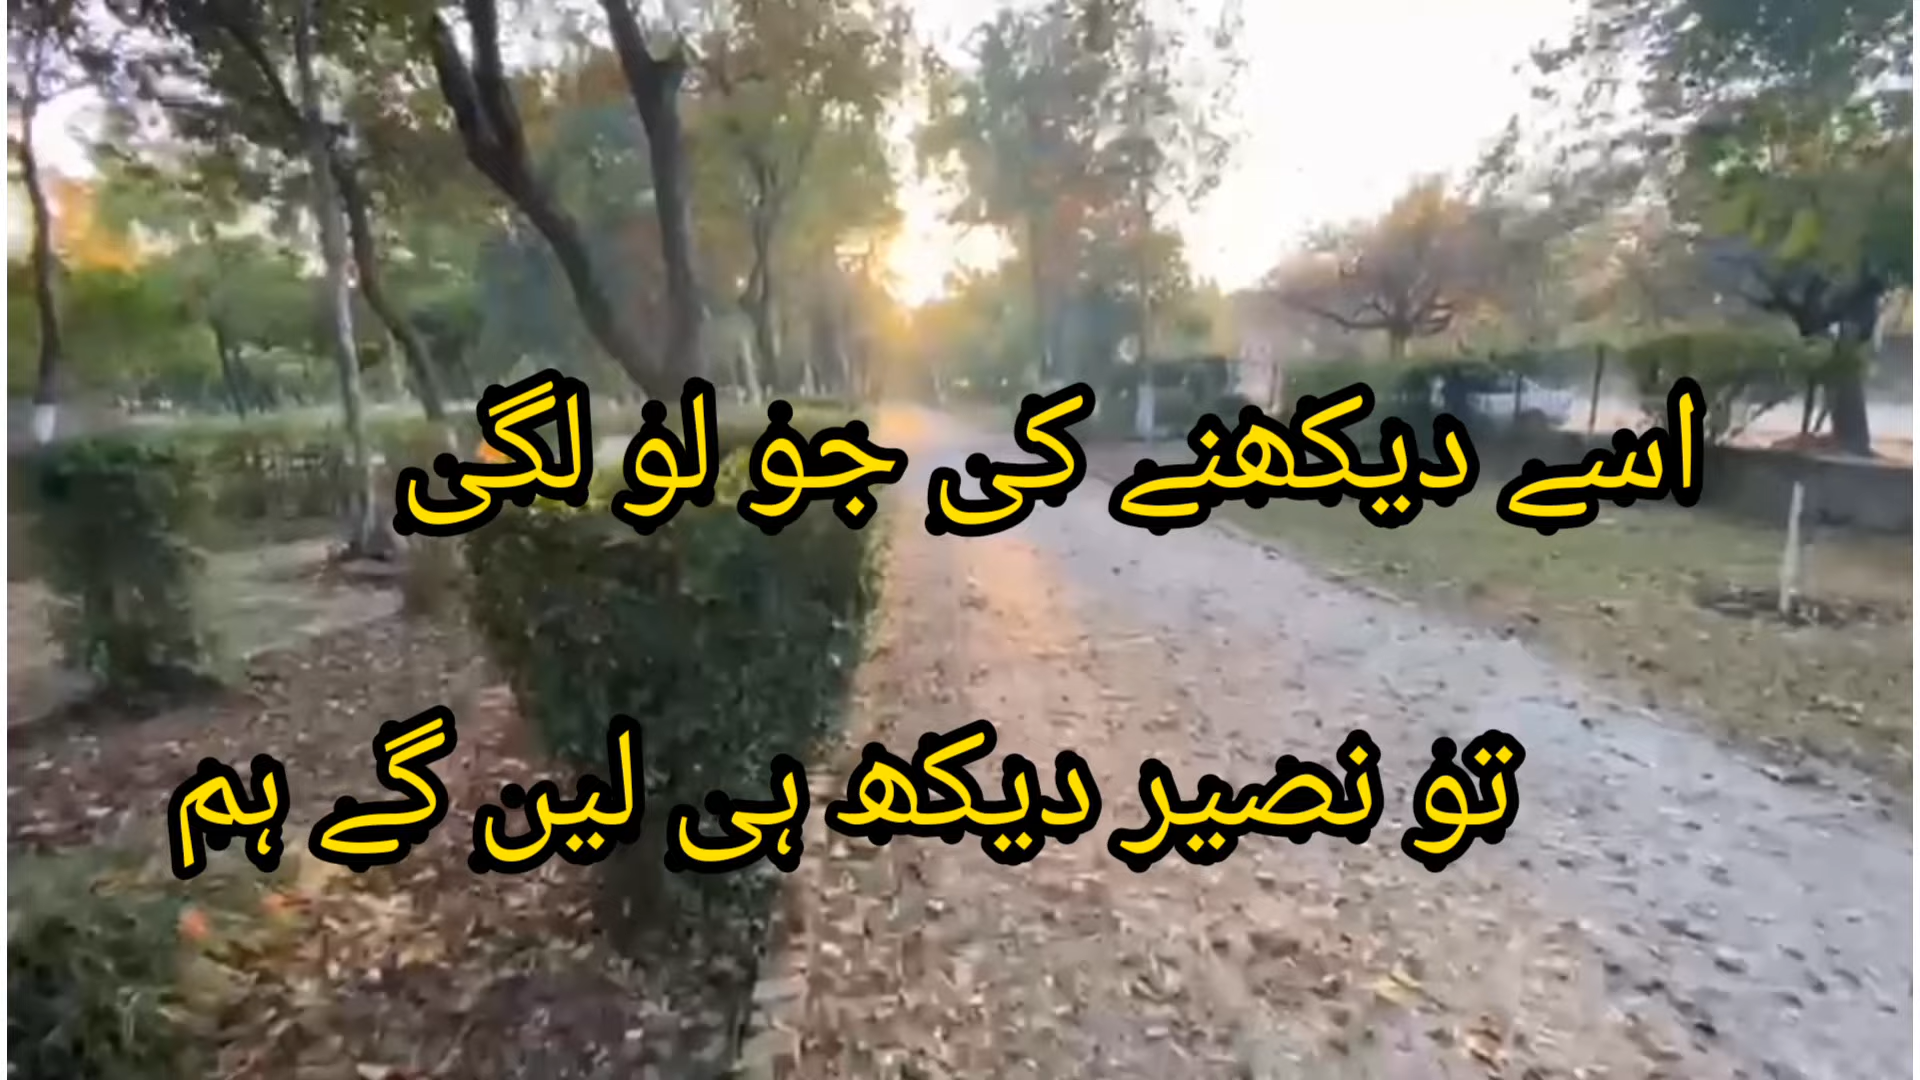 اسے دیکھنے کی جو لو لگی
تو نصیر دیکھ ہی لیں گے ہم